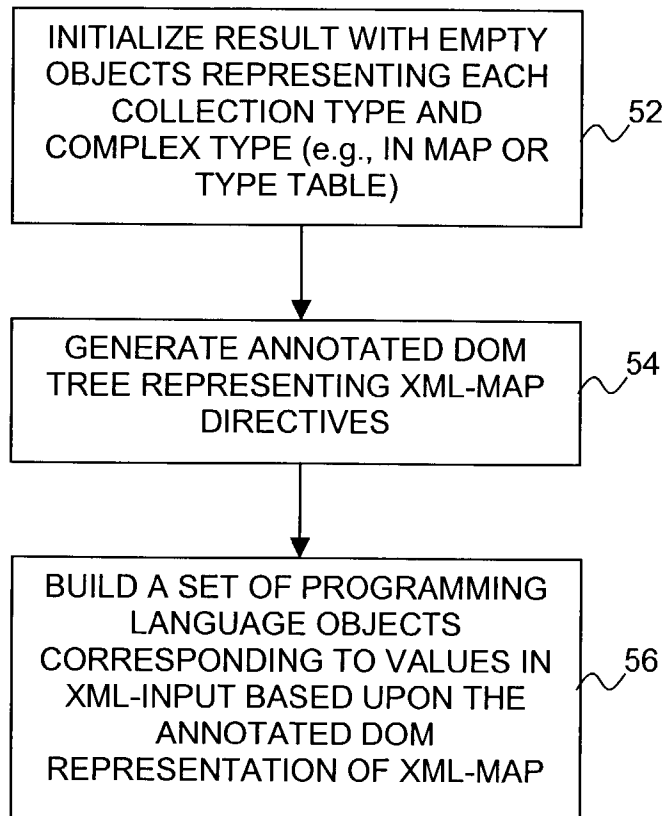 INITIALIZE RESULT WITH EMPTY
OBJECTS REPRESENTING EACH
COLLECTION TYPE AND
COMPLEX TYPE (e.g., IN MAP OR
TYPE TABLE)
52
GENERATE ANNOTATED DOM
TREE REPRESENTING XML-MAP
DIRECTIVES
54
BUILD A SET OF PROGRAMMING
LANGUAGE OBJECTS
CORRESPONDING TO VALUES IN
XML-INPUT BASED UPON THE
ANNOTATED DOM
REPRESENTATION OF XML-MAP
56